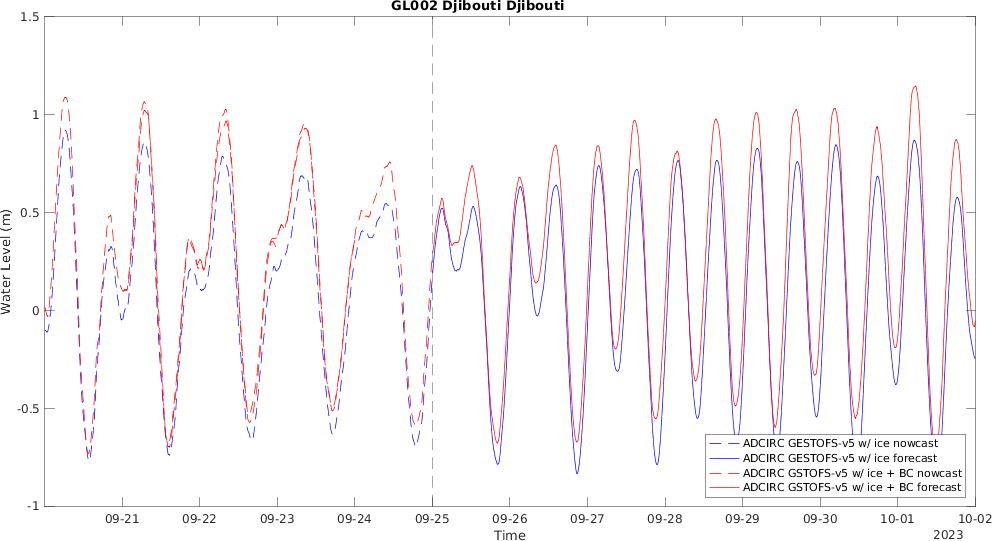 GL002 Djibouti Djibouti
1.5
1
0.5
0
-0.5
-1
Water Level (m)
09-21 09-22 09-23 09-24 09-25 09-26 09-27 09-28 09-29 09-30 10-01 10-02
Time
2023
ADCIRC GESTOFS-v5 w/ ice nowcast
ADCIRC GESTOFS-v5 w/ ice forecast
ADCIRC GSTOFS-v5 w/ ice + BC nowcast
ADCIRC GSTOFS-v5 w/ ice + BC forecast